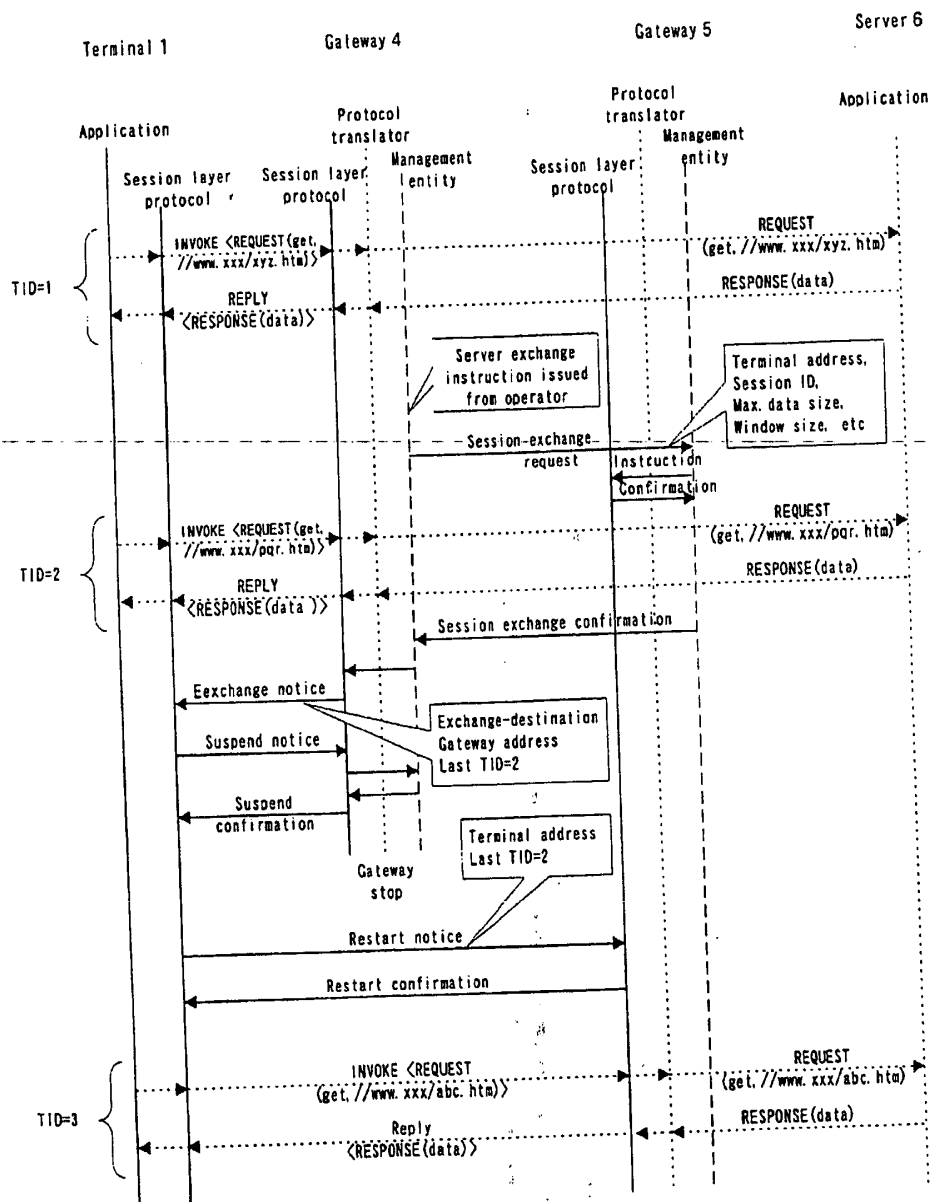 Terminal 1
Gateway 4
Gateway 5
Server 6
Application
Session layer
protocol
Session layer
protocol
Protocol
translator
Management
entity
Session layer
protocol
Protocol
translator
Management
entity
Application
TID=1
INVOKE <REQUEST(get,
//www.xxx/xyz.htm)>
REQUEST
(get,//www.xxx/xyz.htm)
REPLY
<RESPONSE(data)>
RESPONSE(data)
Server exchange
instruction issued
from operator
Terminal address,
Session ID,
Max. data size,
Window size, etc
Session-exchange
request
Instuction
Confirmation
TID=2
INVOKE <REQUEST(get,
//www.xxx/pqr.htm)>
REQUEST
(get,//www.xxx/pqr.htm)
REPLY
<RESPONSE(data )>
RESPONSE(data)
Session exchange confirmation
Eexchange notice
Exchange-destination
Gateway address
Last TID=2
Suspend notice
Suspend
confirmation
Terminal address
Last TID=2
Gateway
stop
Restart notice
Restart confirmation
TID=3
INVOKE <REQUEST
(get,//www.xxx/abc.htm)>
REQUEST
(get,//www.xxx/abc.htm)
Reply
<RESPONSE(data)>
RESPONSE(data)